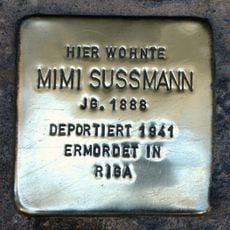 HIER WOHNTE
MIMI SUSSMANN
JG. 1888
DEPORTIERT 1941
ERMORDET IN
RIGA